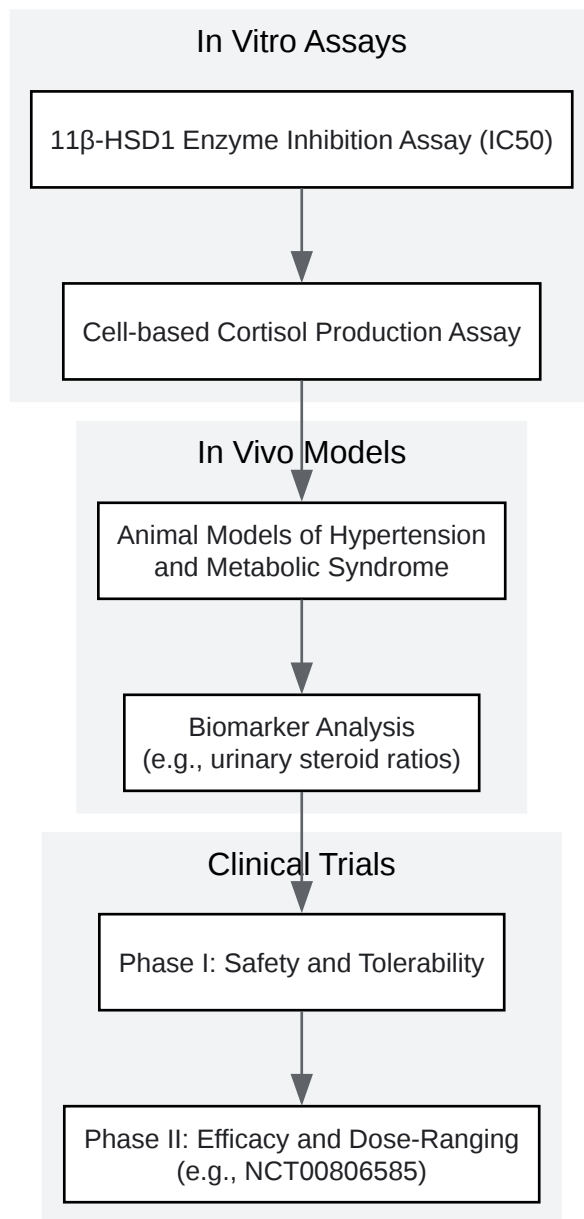 In Vitro Assays
11β-HSD1 Enzyme Inhibition Assay (IC50)
Cell-based Cortisol Production Assay
In Vivo Models
Animal Models of Hypertension
and Metabolic Syndrome
Biomarker Analysis
(e.g., urinary steroid ratios)
Clinical Trials
Phase I: Safety and Tolerability
Phase II: Efficacy and Dose-Ranging
(e.g., NCT00806585)